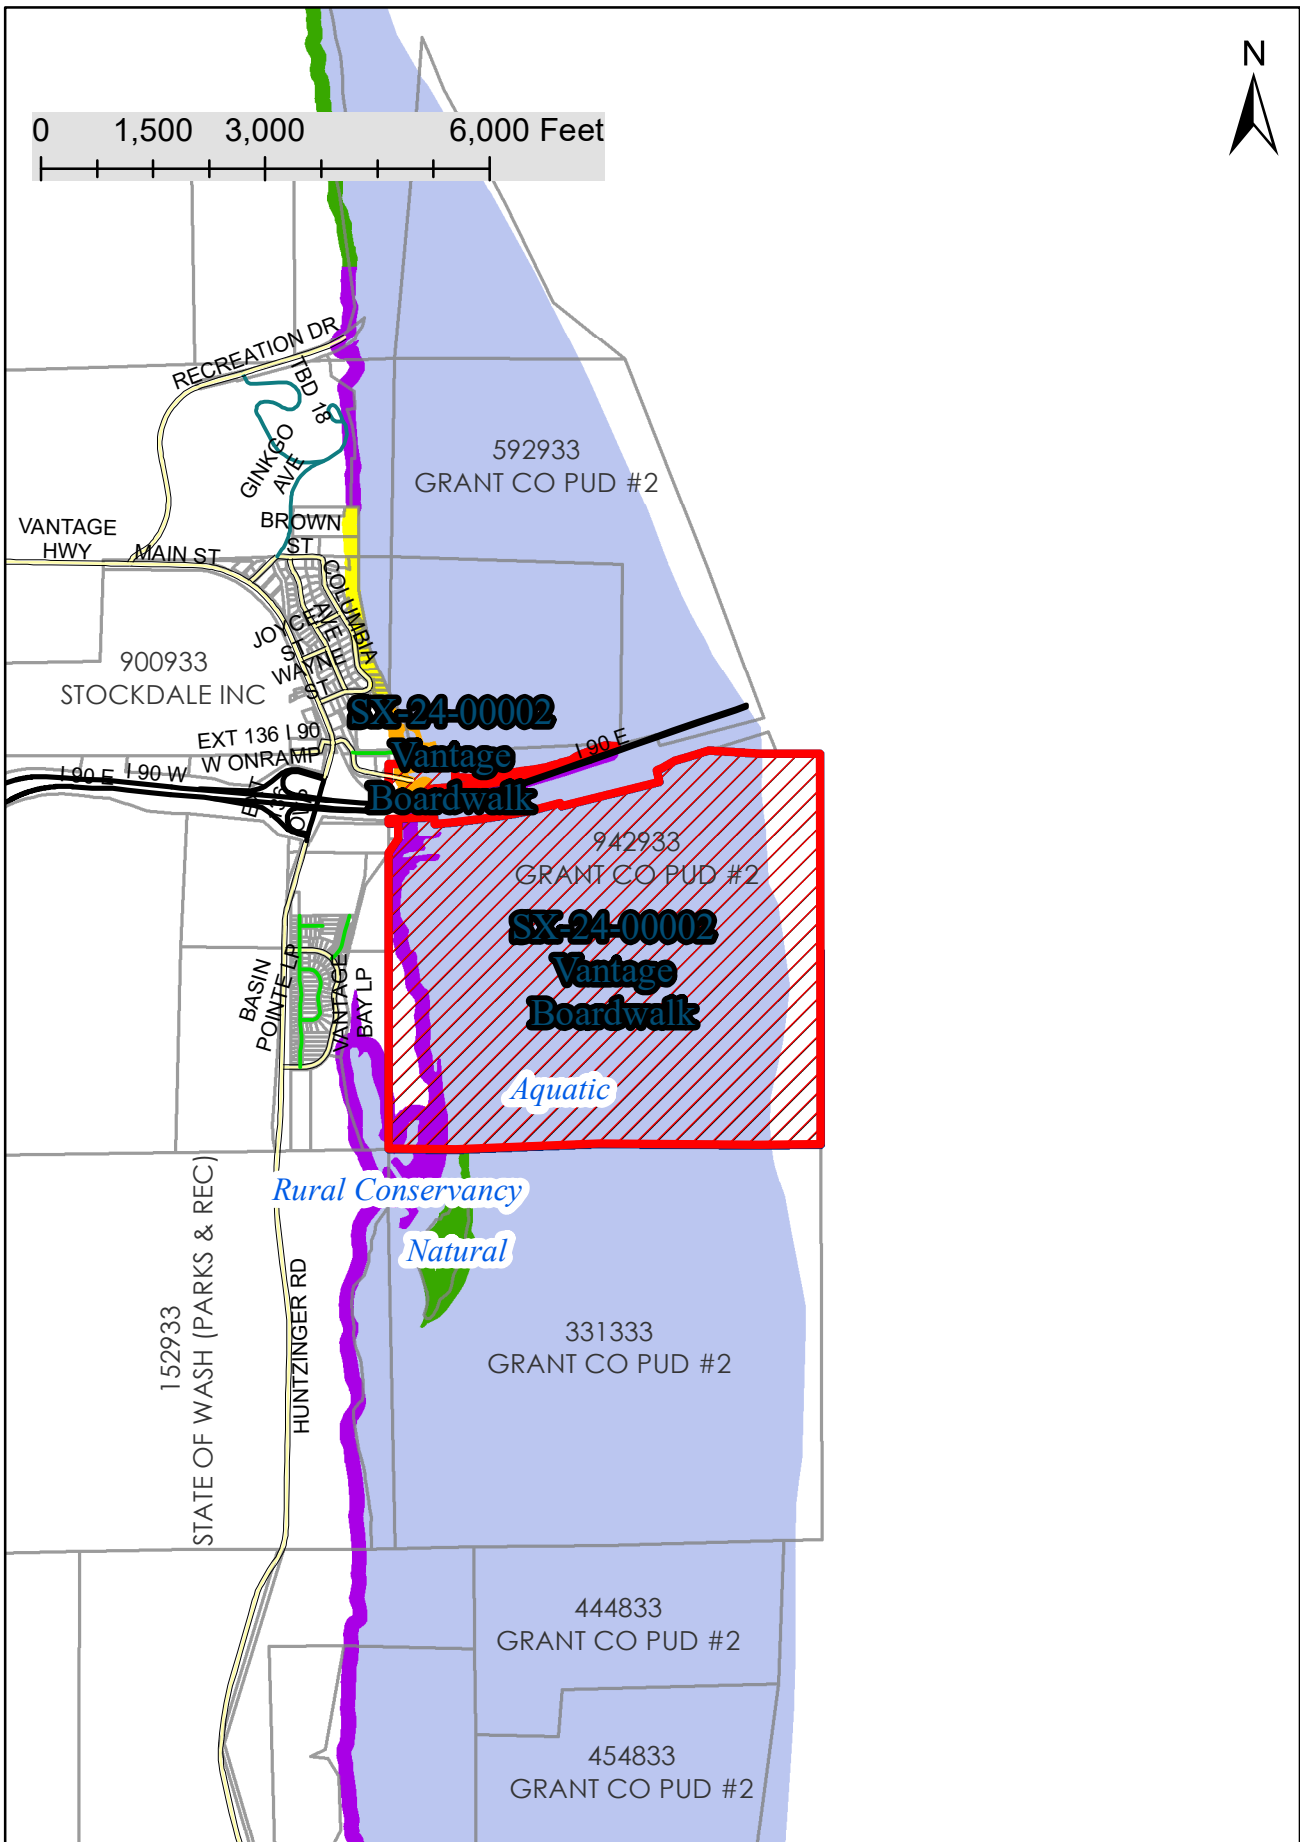 N
0 1,500 3,000 6,000 Feet
RECREATION DR
TBD 18
GINKGO
AVE
592933
GRANT CO PUD #2
VANTAGE
HWY
MAIN ST
BROWN
ST
COLUMBIA
AVE
JOYCE
ST
WAYNE
ST
900933
STOCKDALE INC
SX-24-00002
Vantage
Boardwalk
EXT 136 I 90
W ONRAMP
I 90 E
I 90 E
I 90 W
EXT
136
942933
GRANT CO PUD #2
SX-24-00002
Vantage
Boardwalk
BASIN
POINTE LP
VANTAGE
BAY LP
Aquatic
Rural Conservancy
Natural
152933
STATE OF WASH (PARKS & REC)
HUNTZINGER RD
331333
GRANT CO PUD #2
444833
GRANT CO PUD #2
454833
GRANT CO PUD #2